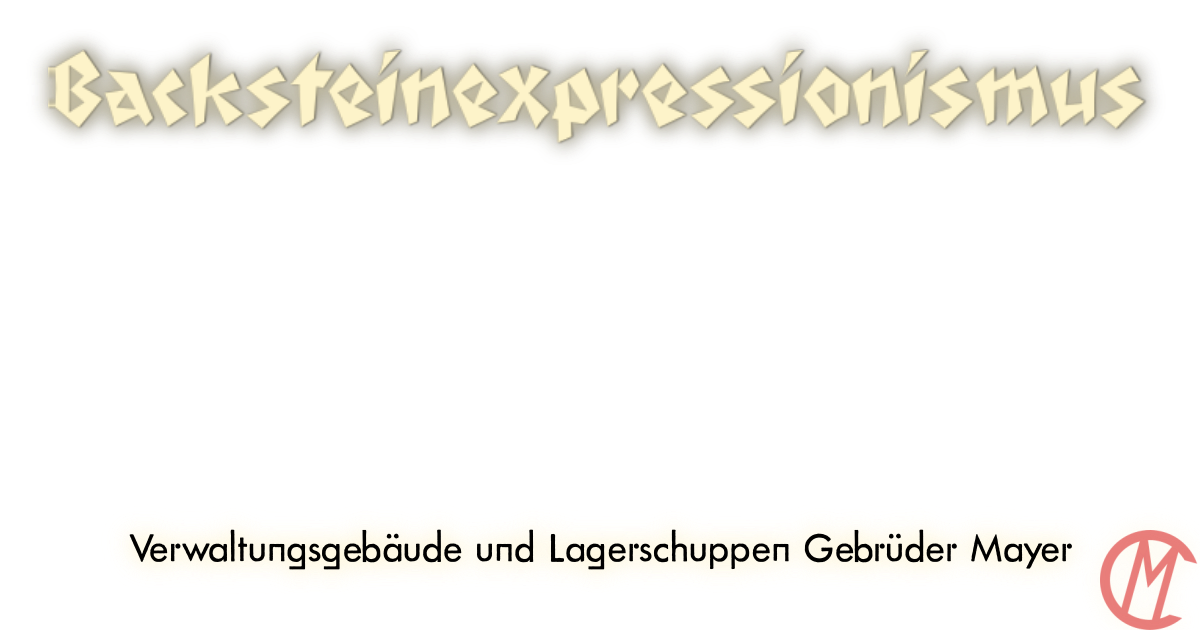 Backsteinexpressionismus
Verwaltungsgebäude und Lagerschuppen Gebrüder Mayer